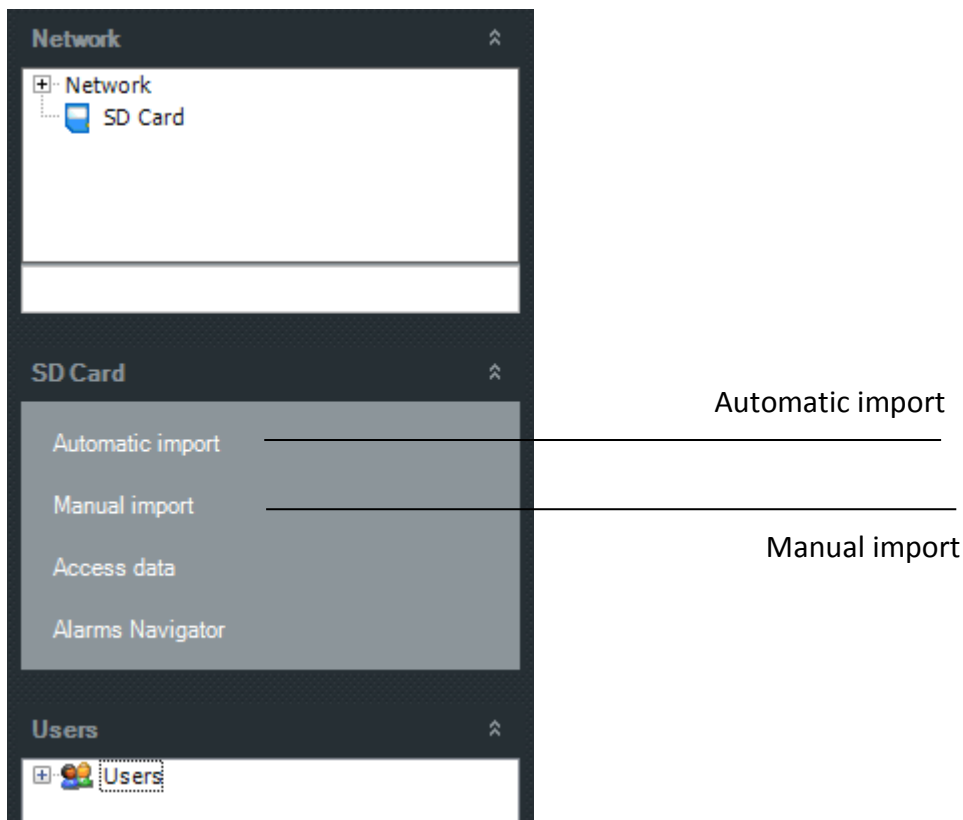 Network
Network
SD Card
SD Card
Automatic import
Automatic import
Manual import
Manual import
Access data
Alarms Navigator
Users
Users